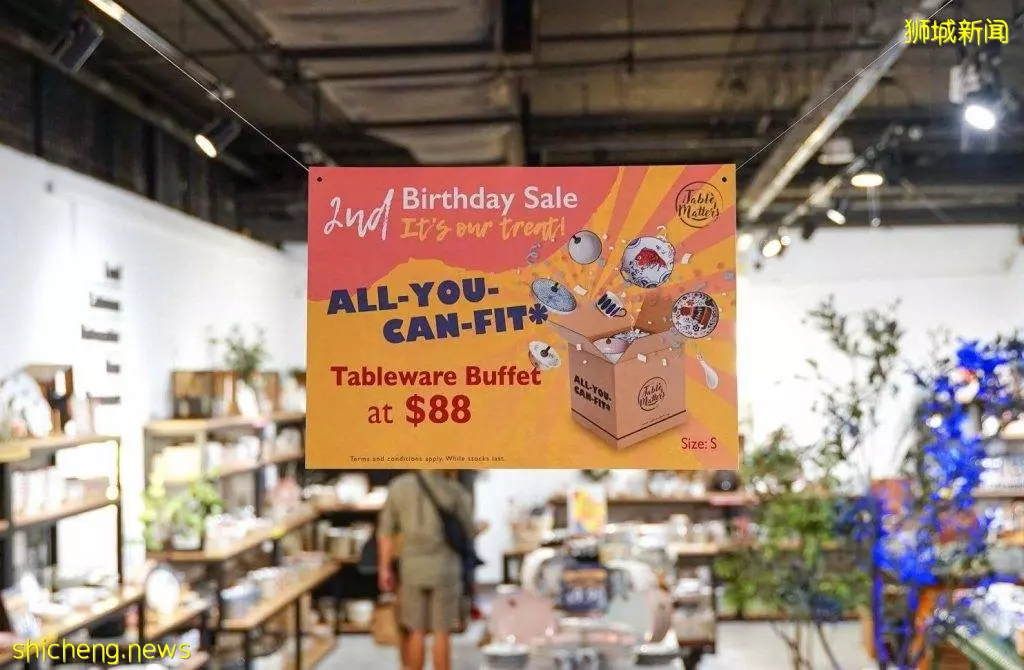 狮城新闻
2nd Birthday Sale
It's our treat!
Table
Matters
ALL-YOU-
CAN-FIT*
Tableware Buffet
at $88
ALL-YOU-
CAN-FIT*
Table
Matters
Size: S
Terms and conditions apply. While stocks last.
shicheng.news